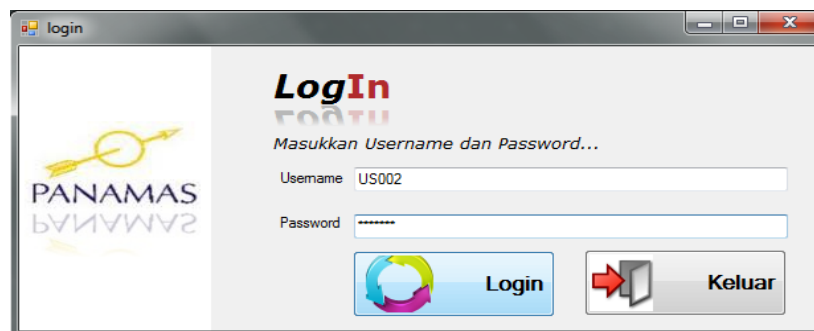 login
LogIn
Masukkan Username dan Password...
Username US002
Password *******
PANAMAS
Login
Keluar